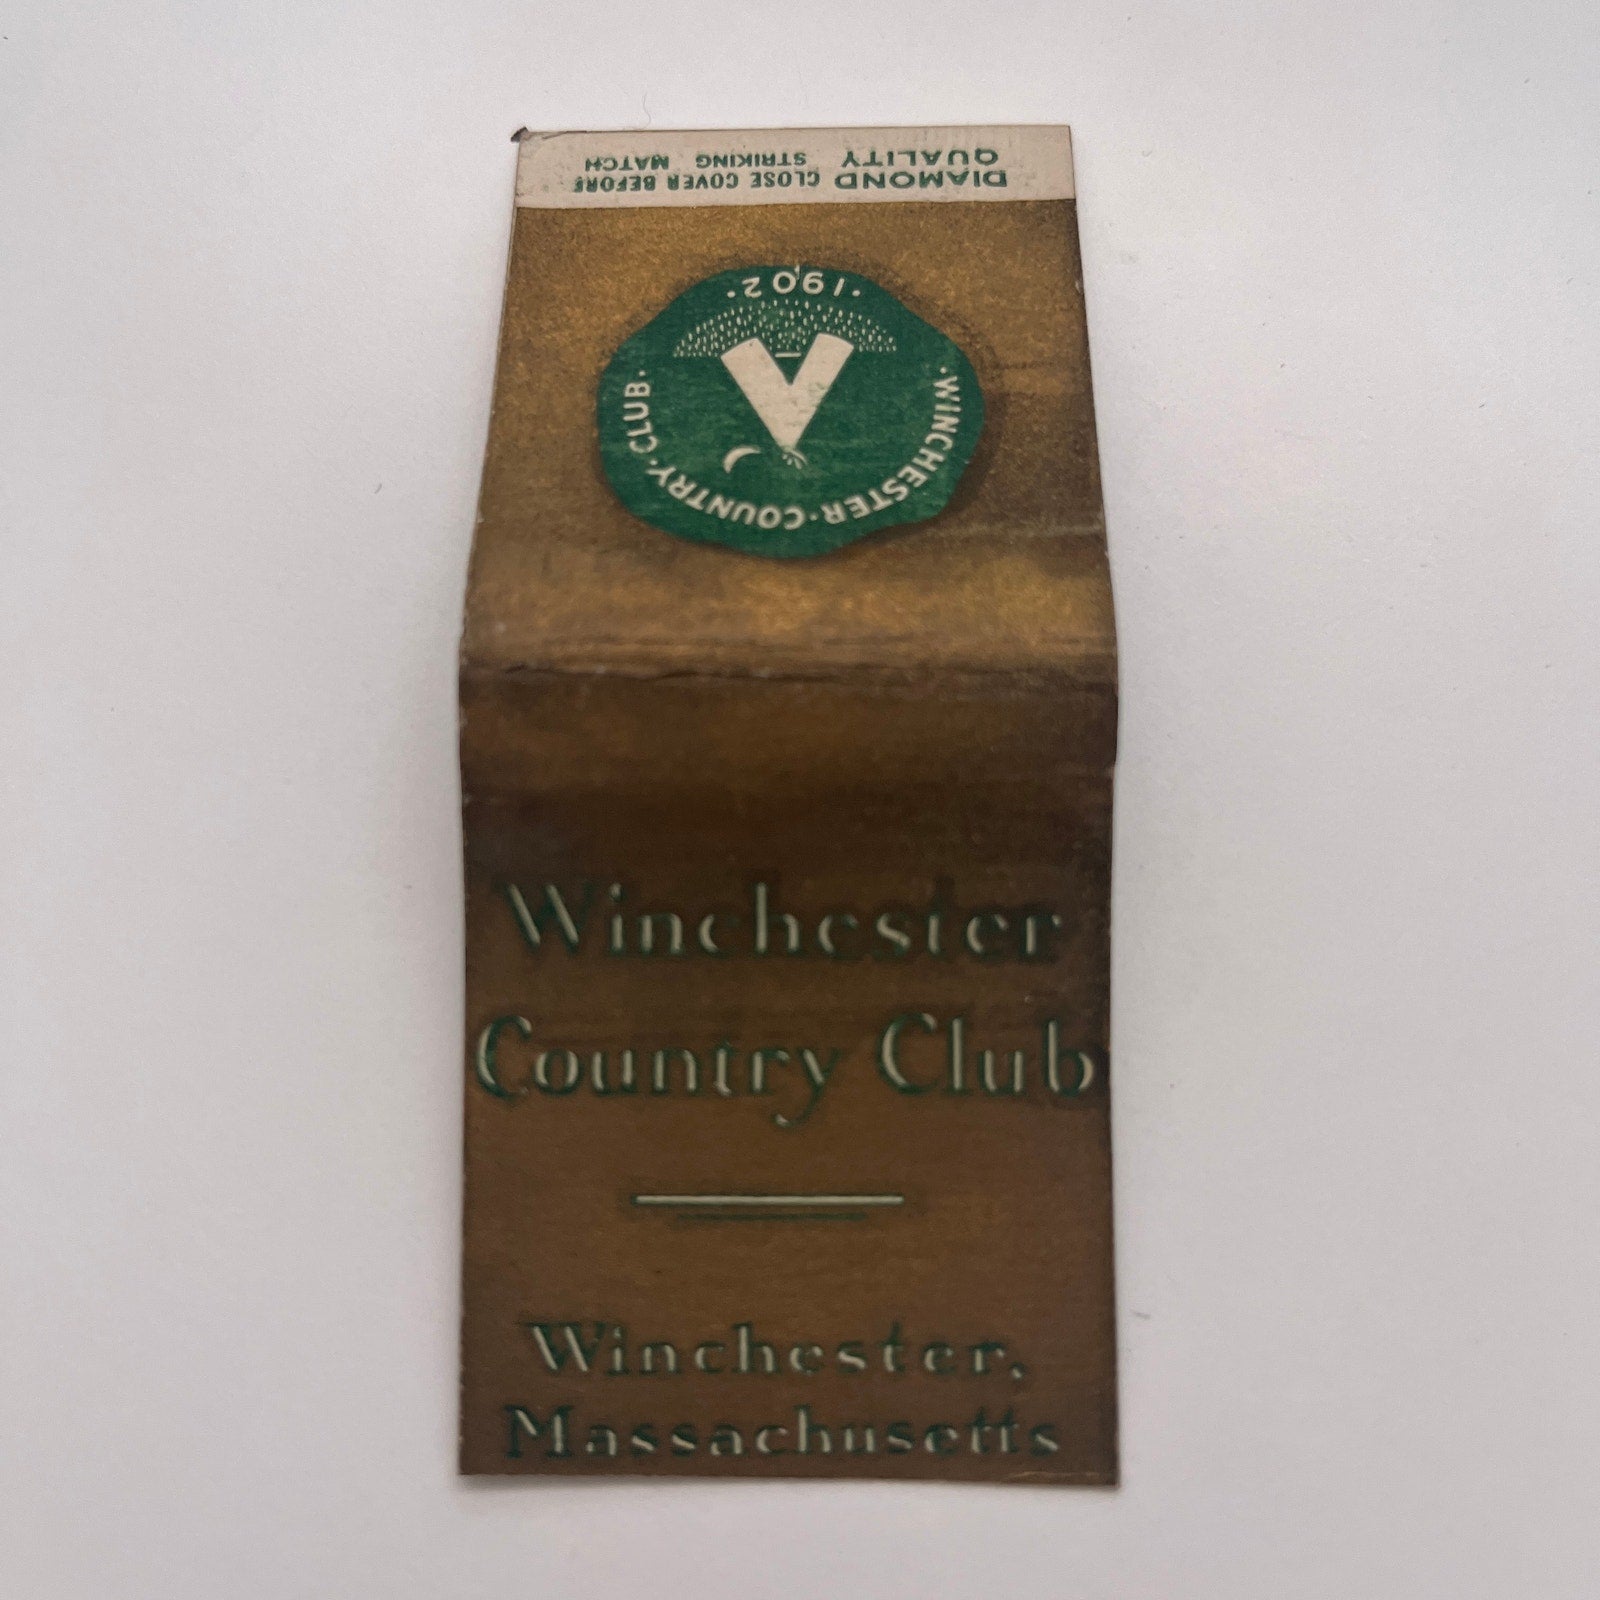 DIAMOND QUALITY
CLOSE COVER BEFORE
STRIKING MATCH
WINCHESTER·COUNTRY·CLUB·
·1902·
Winchester
Country Club
Winchester,
Massachusetts